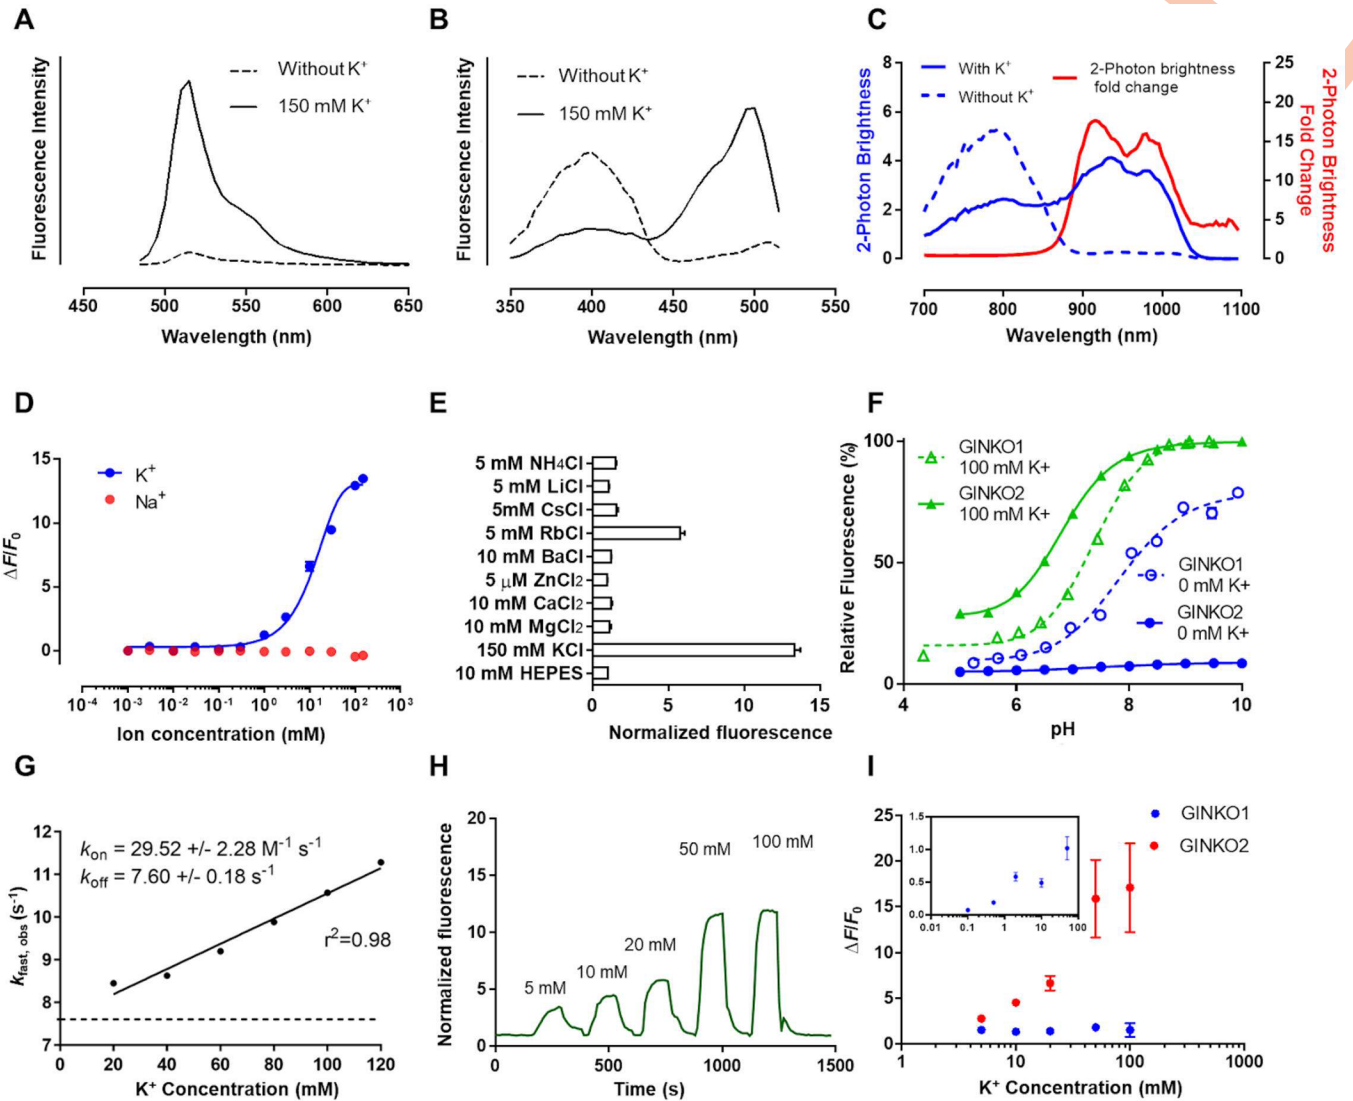 A
Fluorescence Intensity
Without K⁺
150 mM K⁺
450
500
550
600
650
Wavelength (nm)
B
Fluorescence Intensity
Without K⁺
150 mM K⁺
350
400
450
500
550
Wavelength (nm)
C
2-Photon Brightness
8
6
4
2
0
With K⁺
Without K⁺
2-Photon brightness
fold change
25
20
15
10
5
0
2-Photon Brightness
Fold Change
700
800
900
1000
1100
Wavelength (nm)
D
ΔF/F₀
15
10
5
0
K⁺
Na⁺
10⁻⁴
10⁻³
10⁻²
10⁻¹
10⁰
10¹
10²
10³
Ion concentration (mM)
E
5 mM NH₄Cl
5 mM LiCl
5mM CsCl
5 mM RbCl
10 mM BaCl
5 μM ZnCl₂
10 mM CaCl₂
10 mM MgCl₂
150 mM KCl
10 mM HEPES
0
5
10
15
Normalized fluorescence
F
Relative Fluorescence (%)
100
50
0
GINKO1
100 mM K+
GINKO2
100 mM K+
GINKO1
0 mM K+
GINKO2
0 mM K+
4
6
8
10
pH
G
k fast, obs (s⁻¹)
12
11
10
9
8
7
kon = 29.52 +/- 2.28 M⁻¹ s⁻¹
koff = 7.60 +/- 0.18 s⁻¹
r²=0.98
0
20
40
60
80
100
120
K⁺ Concentration (mM)
H
Normalized fluorescence
20
15
10
5
0
5 mM
10 mM
20 mM
50 mM
100 mM
0
500
1000
1500
Time (s)
I
ΔF/F₀
25
20
15
10
5
0
1.5
1.0
0.5
0.0
0.01
0.1
1
10
100
GINKO1
GINKO2
1
10
100
1000
K⁺ Concentration (mM)